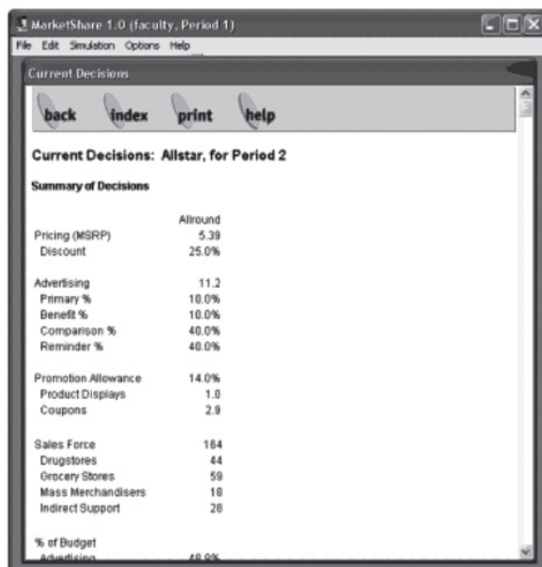 MarketShare 1.0 (faculty, Period 1)
File Edit Simulation Options Help
Current Decisions
back index print help
Current Decisions: Allstar, for Period 2
Summary of Decisions
Allround
Pricing (MSRP) 5.39
Discount 25.0%
Advertising 11.2
Primary % 10.0%
Benefit % 10.0%
Comparison % 40.0%
Reminder % 40.0%
Promotion Allowance 14.0%
Product Displays 1.0
Coupons 2.9
Sales Force 164
Drugstores 44
Grocery Stores 59
Mass Merchandisers 18
Indirect Support 28
% of Budget
Advertising 48.9%